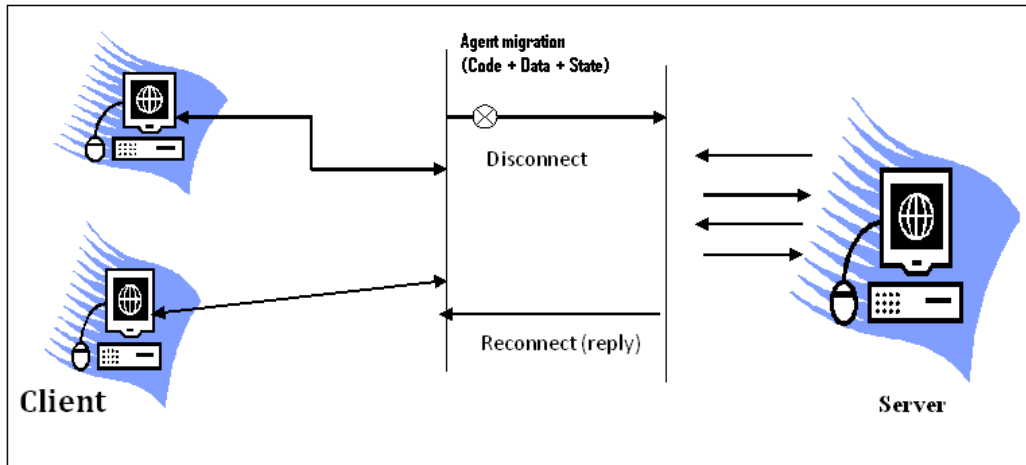 Agent migration
(Code + Data + State)
Disconnect
Reconnect (reply)
Client
Server